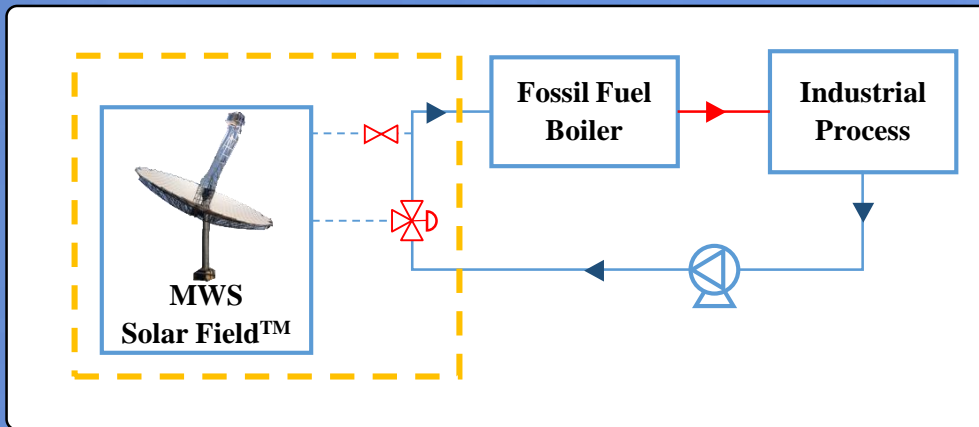 Fossil Fuel
Boiler
Industrial
Process
MWS
Solar Field™